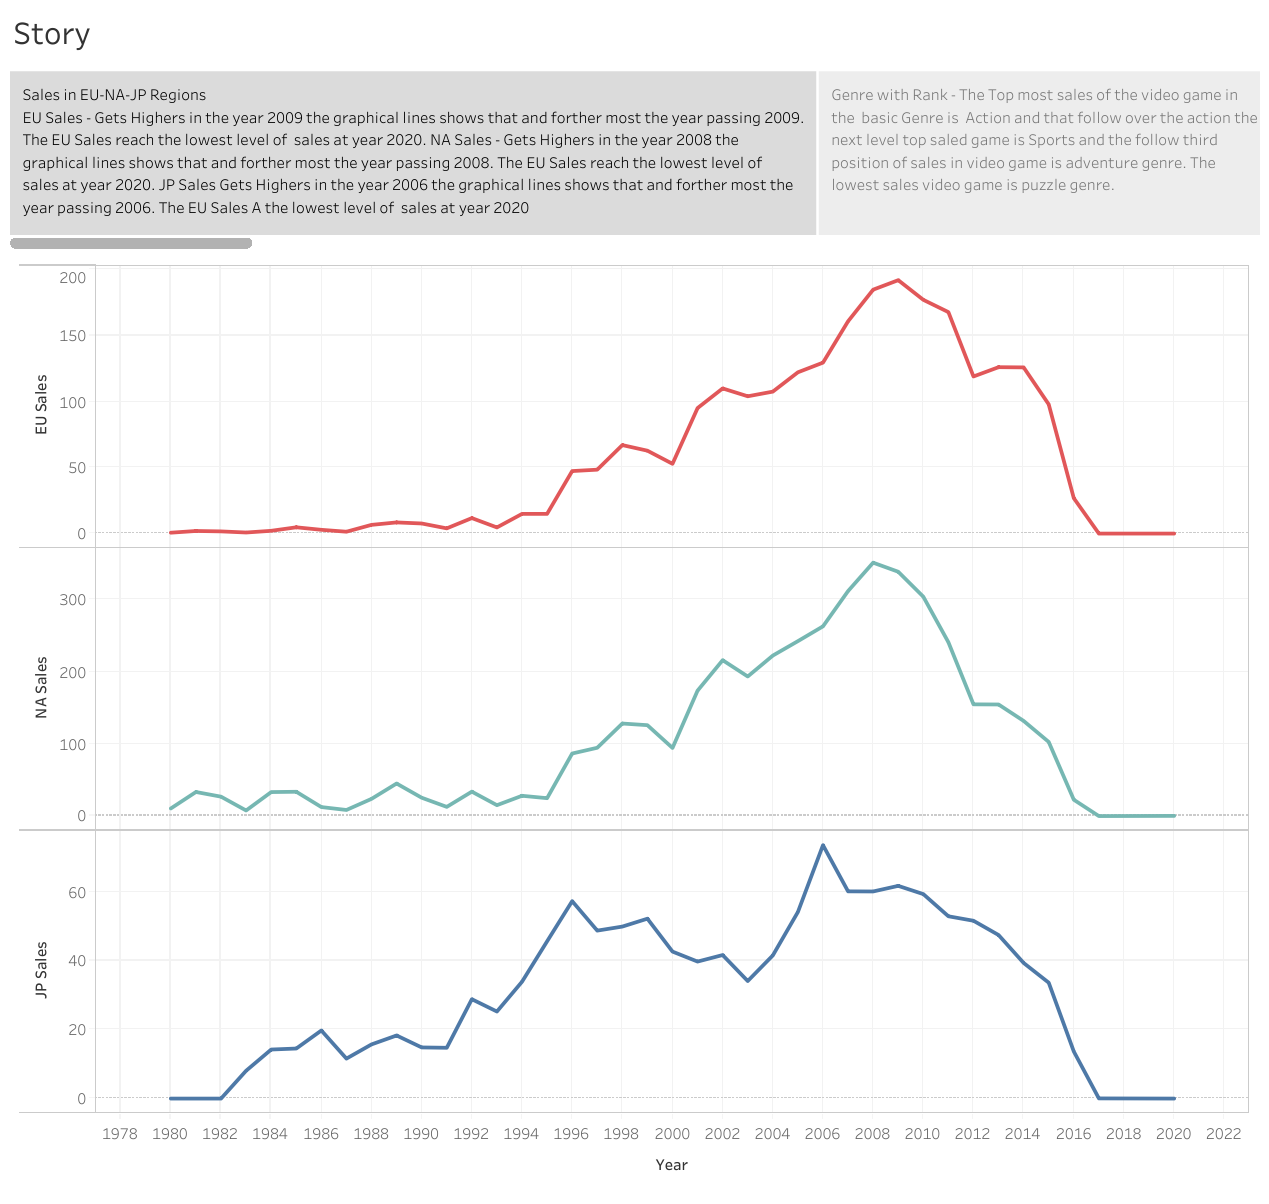 Story
Sales in EU-NA-JP Regions
EU Sales - Gets Highers in the year 2009 the graphical lines shows that and forther most the year passing 2009.
The EU Sales reach the lowest level of  sales at year 2020. NA Sales - Gets Highers in the year 2008 the
graphical lines shows that and forther most the year passing 2008. The EU Sales reach the lowest level of
sales at year 2020. JP Sales Gets Highers in the year 2006 the graphical lines shows that and forther most the
year passing 2006. The EU Sales A the lowest level of  sales at year 2020
Genre with Rank - The Top most sales of the video game in
the  basic Genre is  Action and that follow over the action the
next level top saled game is Sports and the follow third
position of sales in video game is adventure genre. The
lowest sales video game is puzzle genre.
200
150
100
50
0
EU Sales
300
200
100
0
NA Sales
60
40
20
0
JP Sales
1978 1980 1982 1984 1986 1988 1990 1992 1994 1996 1998 2000 2002 2004 2006 2008 2010 2012 2014 2016 2018 2020 2022
Year